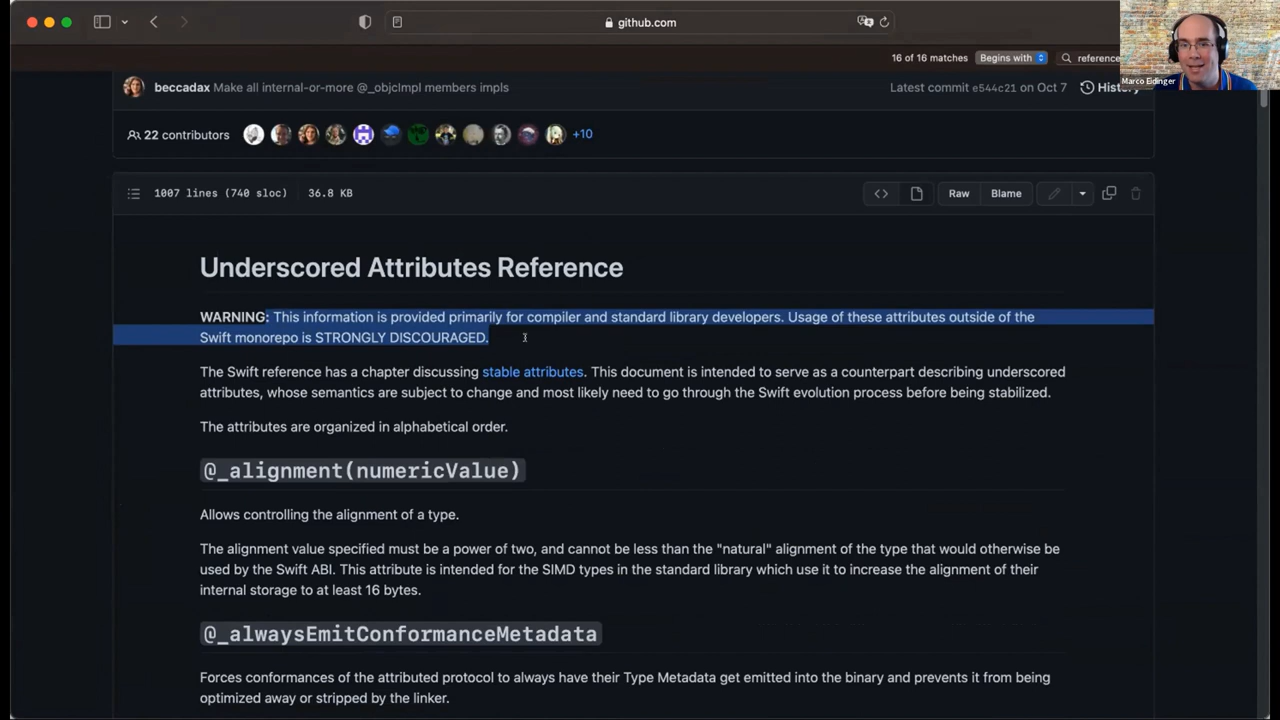 github.com
16 of 16 matches
Begins with
reference
Marco Eidinger
beccadax Make all internal-or-more @_objcImpl members impls
Latest commit e544c21 on Oct 7
History
22 contributors
+10
1007 lines (740 sloc)
36.8 KB
Raw
Blame
Underscored Attributes Reference
WARNING: This information is provided primarily for compiler and standard library developers. Usage of these attributes outside of the
Swift monorepo is STRONGLY DISCOURAGED.
The Swift reference has a chapter discussing stable attributes. This document is intended to serve as a counterpart describing underscored
attributes, whose semantics are subject to change and most likely need to go through the Swift evolution process before being stabilized.
The attributes are organized in alphabetical order.
@_alignment(numericValue)
Allows controlling the alignment of a type.
The alignment value specified must be a power of two, and cannot be less than the "natural" alignment of the type that would otherwise be
used by the Swift ABI. This attribute is intended for the SIMD types in the standard library which use it to increase the alignment of their
internal storage to at least 16 bytes.
@_alwaysEmitConformanceMetadata
Forces conformances of the attributed protocol to always have their Type Metadata get emitted into the binary and prevents it from being
optimized away or stripped by the linker.